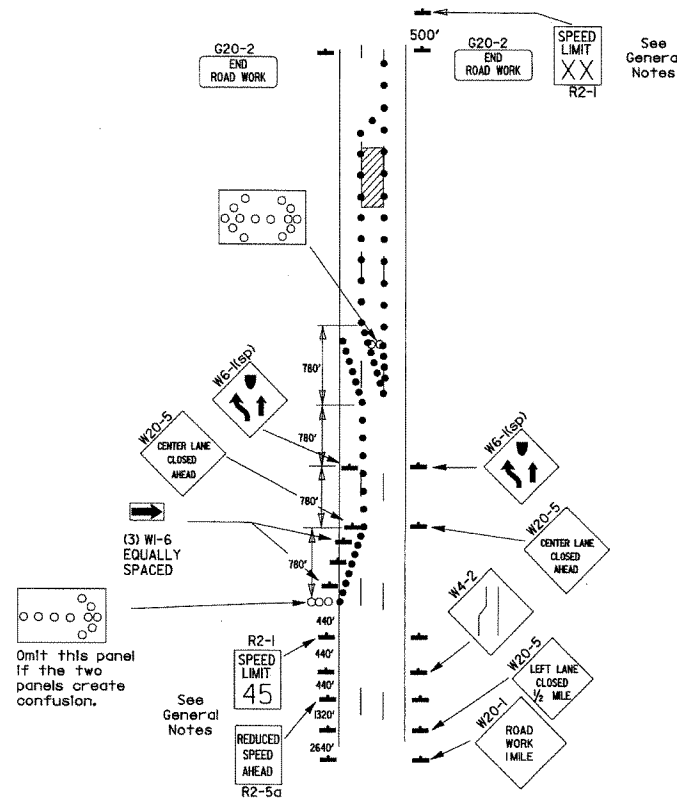 500'
SPEED
LIMIT
XX
R2-1
See
General
Notes
G20-2
END
ROAD WORK
G20-2
END
ROAD WORK
780'
W6-1(sp)
W20-5
CENTER LANE
CLOSED
AHEAD
780'
W6-1(sp)
780'
(3) W1-6
EQUALLY
SPACED
W20-5
CENTER LANE
CLOSED
AHEAD
780'
Omit this panel
if the two
panels create
confusion.
440'
R2-1
SPEED
LIMIT
45
440'
W4-2
440'
See
General
Notes
1320'
W20-5
LEFT LANE
CLOSED
1/2 MILE
REDUCED
SPEED
AHEAD
R2-5a
2640'
W20-1
ROAD
WORK
1 MILE